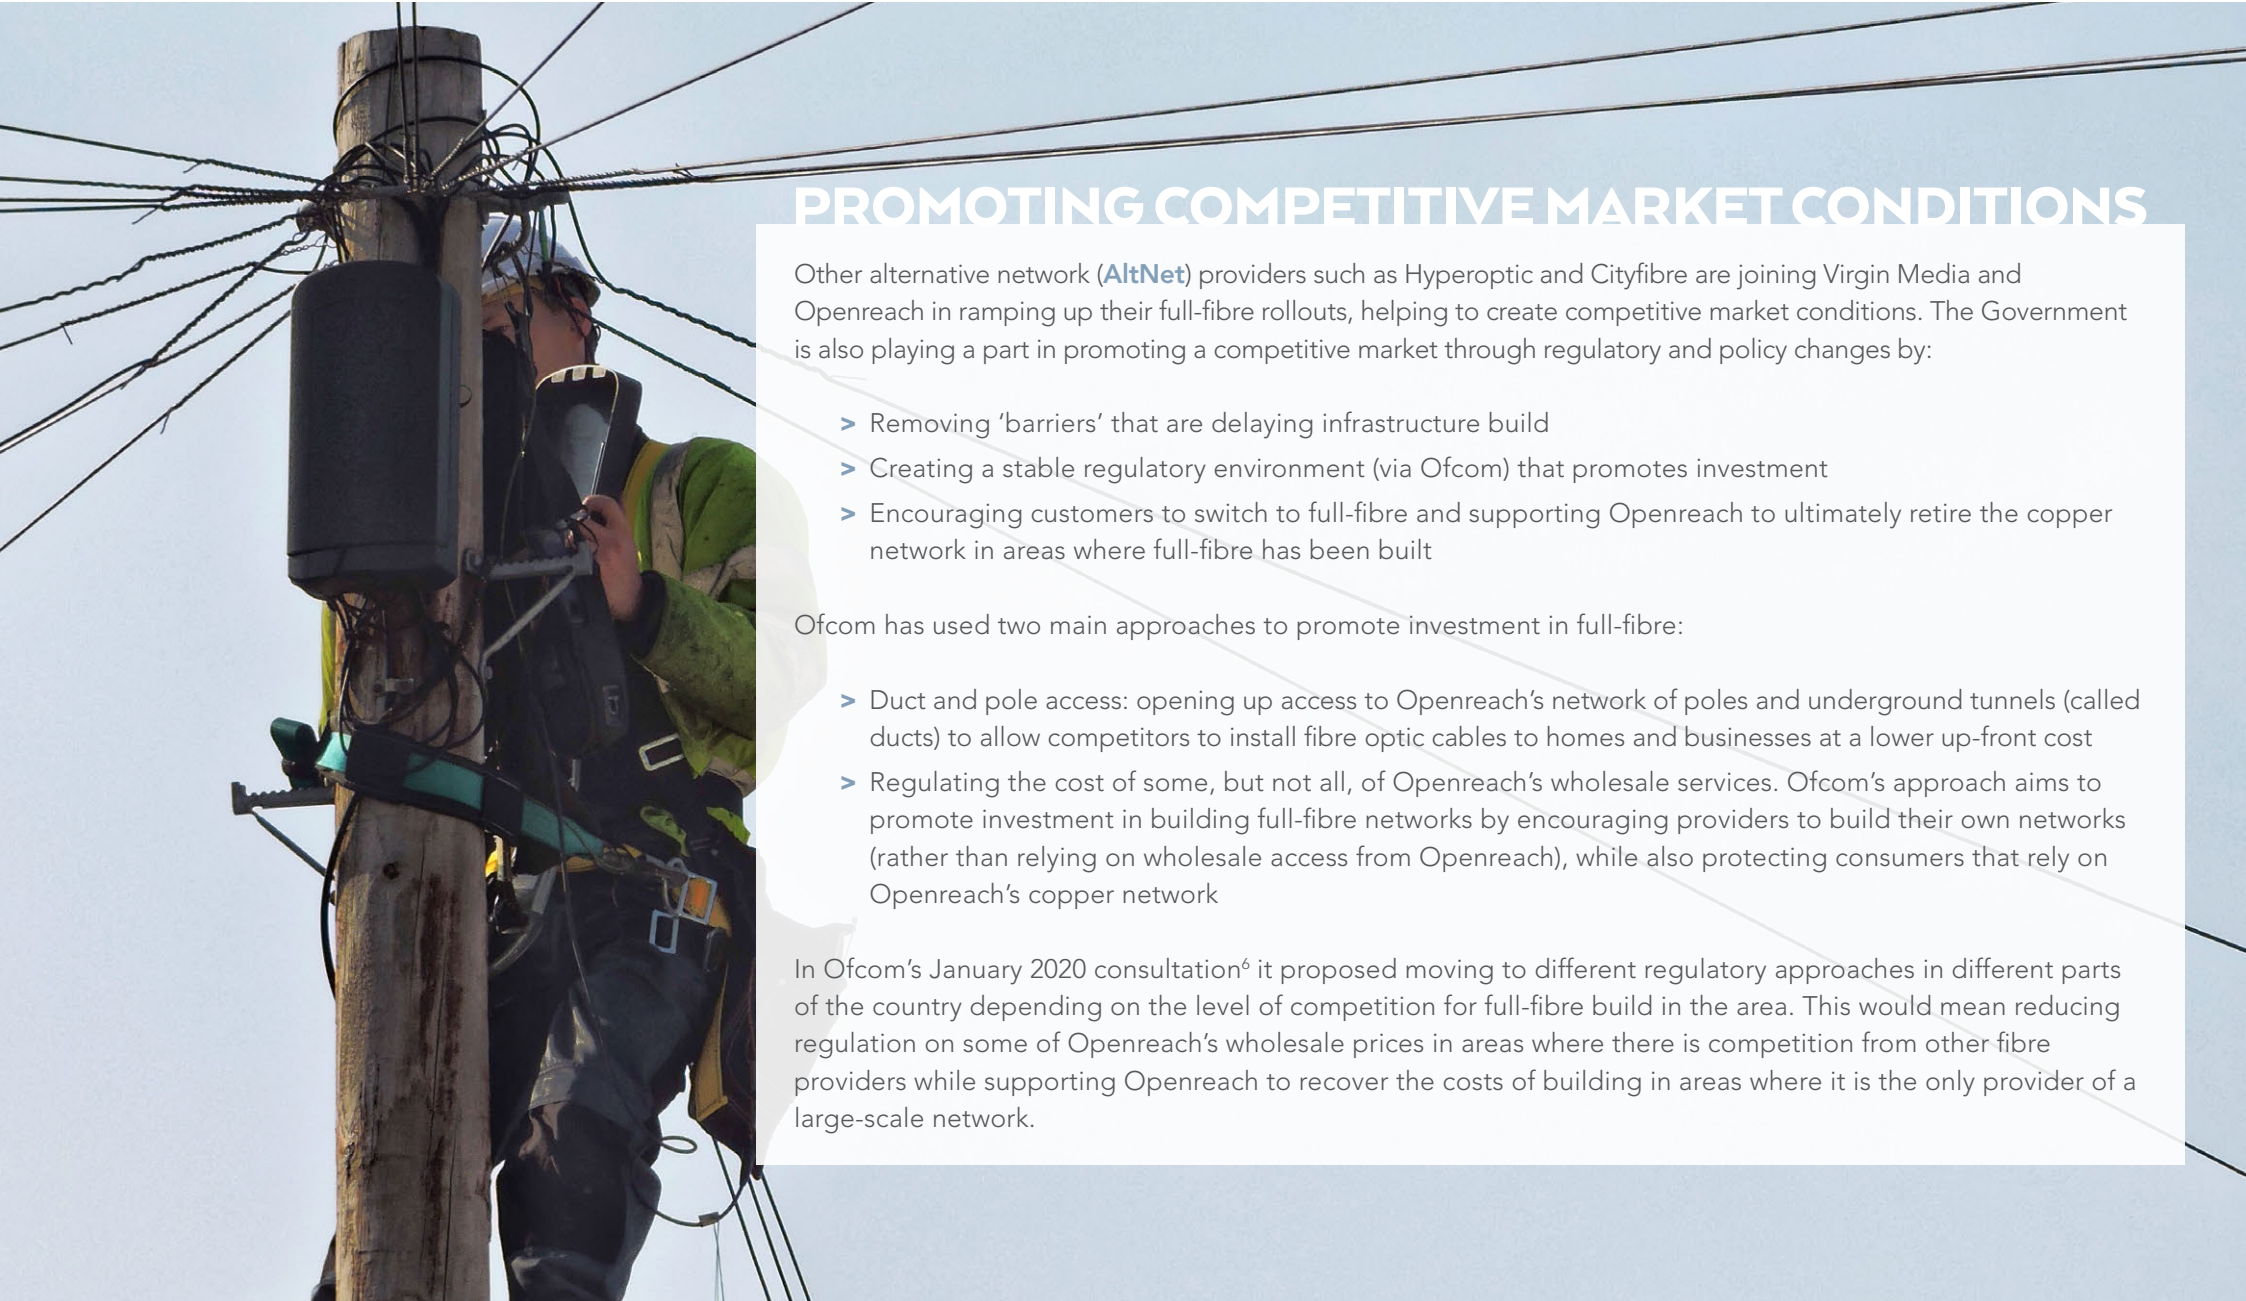 PROMOTING COMPETITIVE MARKET CONDITIONS
Other alternative network (AltNet) providers such as Hyperoptic and Cityfibre are joining Virgin Media and
Openreach in ramping up their full-fibre rollouts, helping to create competitive market conditions. The Government
is also playing a part in promoting a competitive market through regulatory and policy changes by:
> Removing ‘barriers’ that are delaying infrastructure build
> Creating a stable regulatory environment (via Ofcom) that promotes investment
> Encouraging customers to switch to full-fibre and supporting Openreach to ultimately retire the copper
network in areas where full-fibre has been built
Ofcom has used two main approaches to promote investment in full-fibre:
> Duct and pole access: opening up access to Openreach’s network of poles and underground tunnels (called
ducts) to allow competitors to install fibre optic cables to homes and businesses at a lower up-front cost
> Regulating the cost of some, but not all, of Openreach’s wholesale services. Ofcom’s approach aims to
promote investment in building full-fibre networks by encouraging providers to build their own networks
(rather than relying on wholesale access from Openreach), while also protecting consumers that rely on
Openreach’s copper network
In Ofcom’s January 2020 consultation⁶ it proposed moving to different regulatory approaches in different parts
of the country depending on the level of competition for full-fibre build in the area. This would mean reducing
regulation on some of Openreach’s wholesale prices in areas where there is competition from other fibre
providers while supporting Openreach to recover the costs of building in areas where it is the only provider of a
large-scale network.